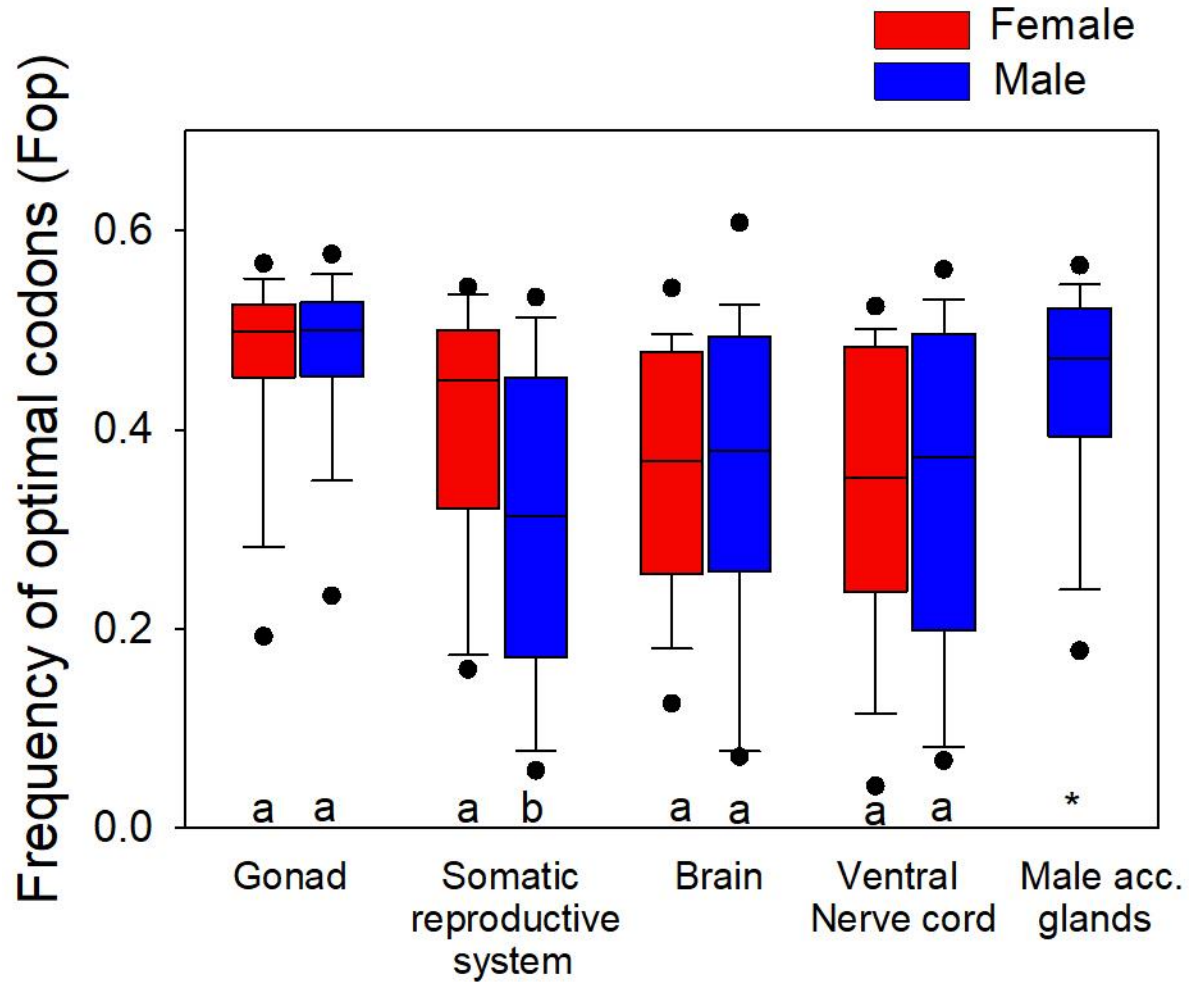 Female
Male
Frequency of optimal codons (Fop)
0.6
0.4
0.2
0.0
a a a b a a a a *
Gonad Somatic Brain Ventral Male acc.
reproductive Nerve cord glands
system